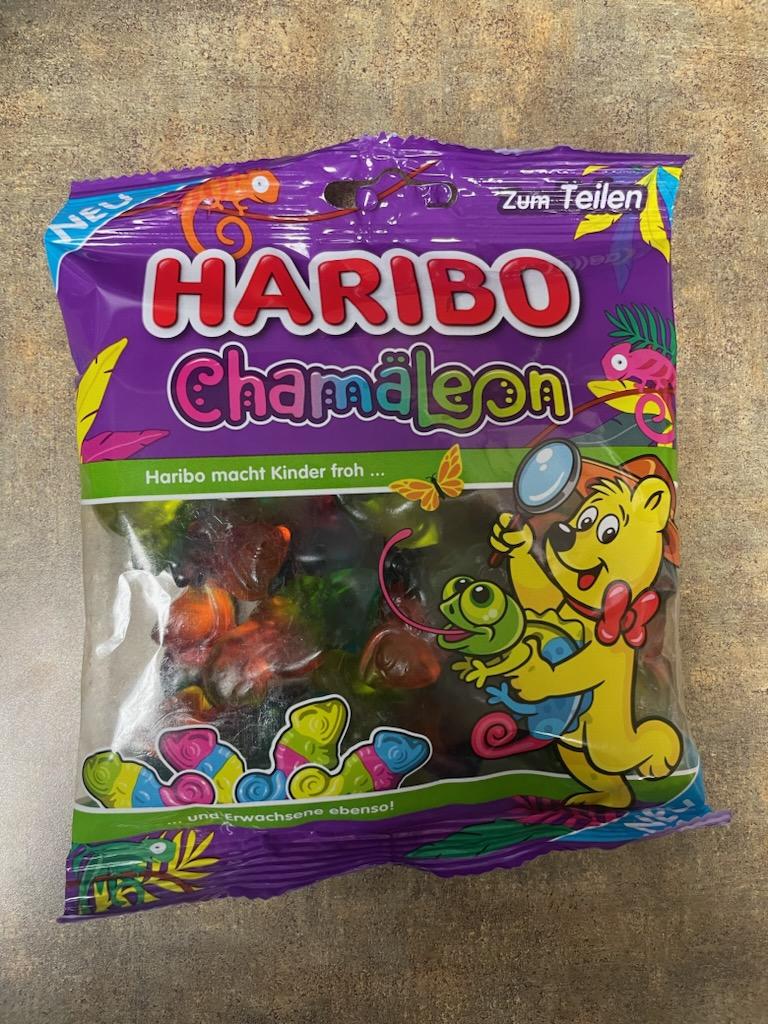 NEU
Zum Teilen
HARIBO
Chamäleon
Haribo macht Kinder froh ...
... und Erwachsene ebenso!
NEU